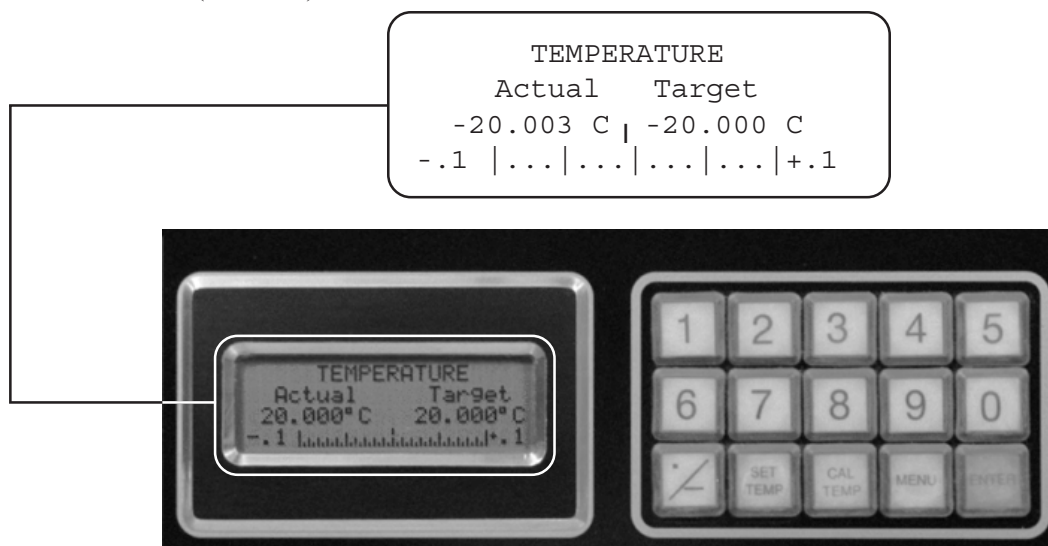 TEMPERATURE
Actual Target
-20.003 C -20.000 C
-.1 |...|...|...|...|+.1
TEMPERATURE
Actual Target
20.000°C 20.000°C
-.1 +.1
1 2 3 4 5
6 7 8 9 0
SET TEMP CAL TEMP MENU ENTER